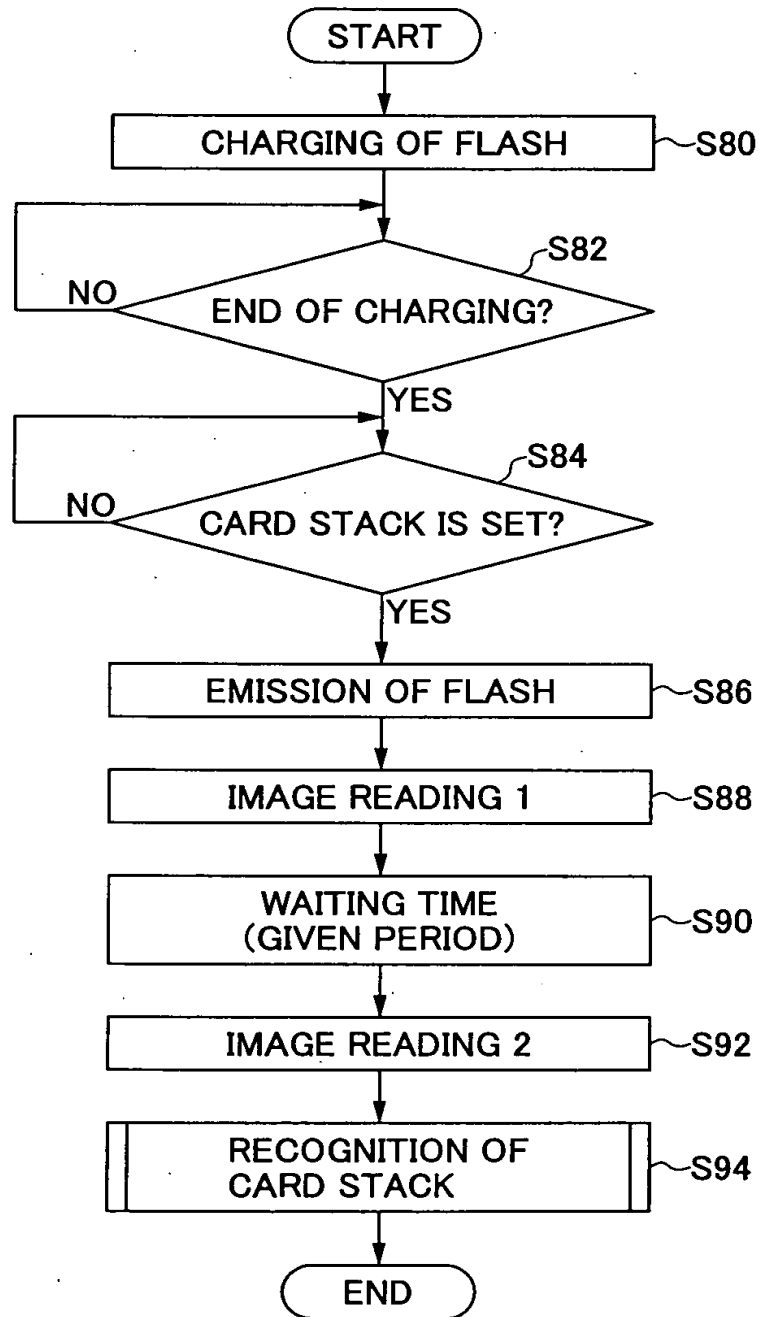 START
CHARGING OF FLASH
S80
S82
NO
END OF CHARGING?
YES
S84
NO
CARD STACK IS SET?
YES
EMISSION OF FLASH
S86
IMAGE READING 1
S88
WAITING TIME
(GIVEN PERIOD)
S90
IMAGE READING 2
S92
RECOGNITION OF
CARD STACK
S94
END